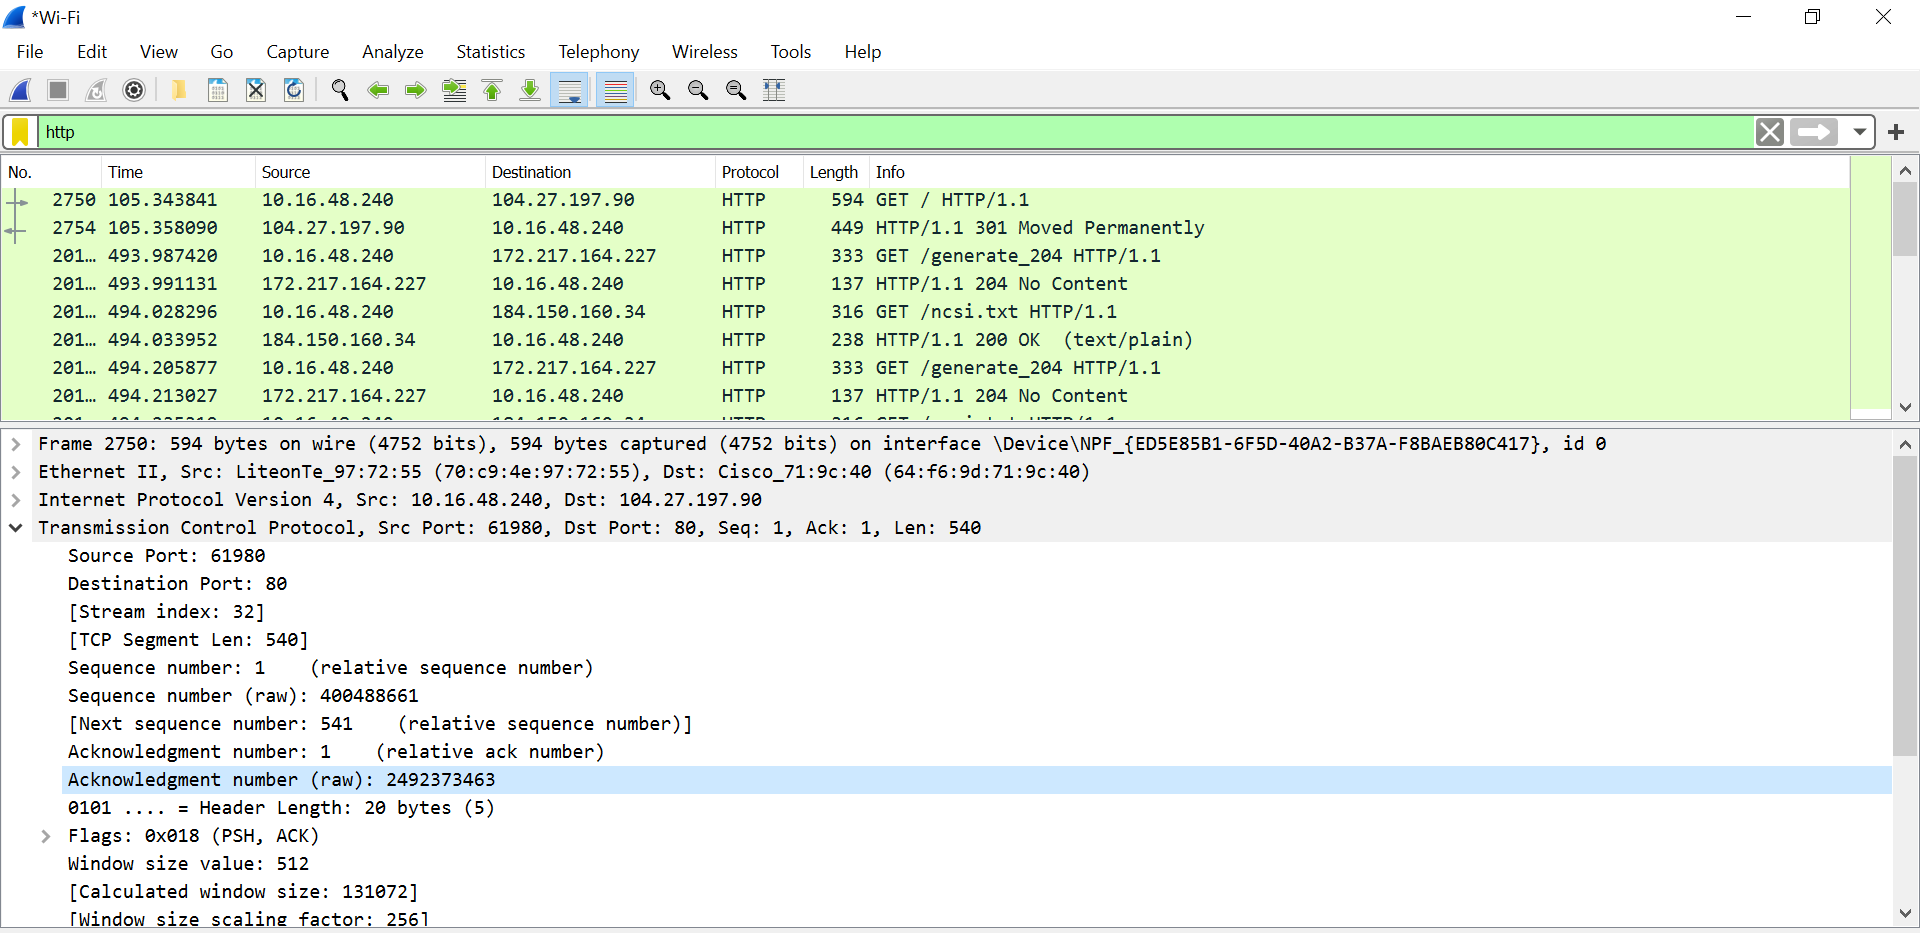 *Wi-Fi
File Edit View Go Capture Analyze Statistics Telephony Wireless Tools Help
http
No. Time Source Destination Protocol Length Info
2750 105.343841 10.16.48.240 104.27.197.90 HTTP 594 GET / HTTP/1.1
2754 105.358090 104.27.197.90 10.16.48.240 HTTP 449 HTTP/1.1 301 Moved Permanently
201… 493.987420 10.16.48.240 172.217.164.227 HTTP 333 GET /generate_204 HTTP/1.1
201… 493.991131 172.217.164.227 10.16.48.240 HTTP 137 HTTP/1.1 204 No Content
201… 494.028296 10.16.48.240 184.150.160.34 HTTP 316 GET /ncsi.txt HTTP/1.1
201… 494.033952 184.150.160.34 10.16.48.240 HTTP 238 HTTP/1.1 200 OK (text/plain)
201… 494.205877 10.16.48.240 172.217.164.227 HTTP 333 GET /generate_204 HTTP/1.1
201… 494.213027 172.217.164.227 10.16.48.240 HTTP 137 HTTP/1.1 204 No Content
Frame 2750: 594 bytes on wire (4752 bits), 594 bytes captured (4752 bits) on interface \Device\NPF_{ED5E85B1-6F5D-40A2-B37A-F8BAEB80C417}, id 0
Ethernet II, Src: LiteonTe_97:72:55 (70:c9:4e:97:72:55), Dst: Cisco_71:9c:40 (64:f6:9d:71:9c:40)
Internet Protocol Version 4, Src: 10.16.48.240, Dst: 104.27.197.90
Transmission Control Protocol, Src Port: 61980, Dst Port: 80, Seq: 1, Ack: 1, Len: 540
Source Port: 61980
Destination Port: 80
[Stream index: 32]
[TCP Segment Len: 540]
Sequence number: 1 (relative sequence number)
Sequence number (raw): 400488661
[Next sequence number: 541 (relative sequence number)]
Acknowledgment number: 1 (relative ack number)
Acknowledgment number (raw): 2492373463
0101 .... = Header Length: 20 bytes (5)
Flags: 0x018 (PSH, ACK)
Window size value: 512
[Calculated window size: 131072]
[Window size scaling factor: 256]